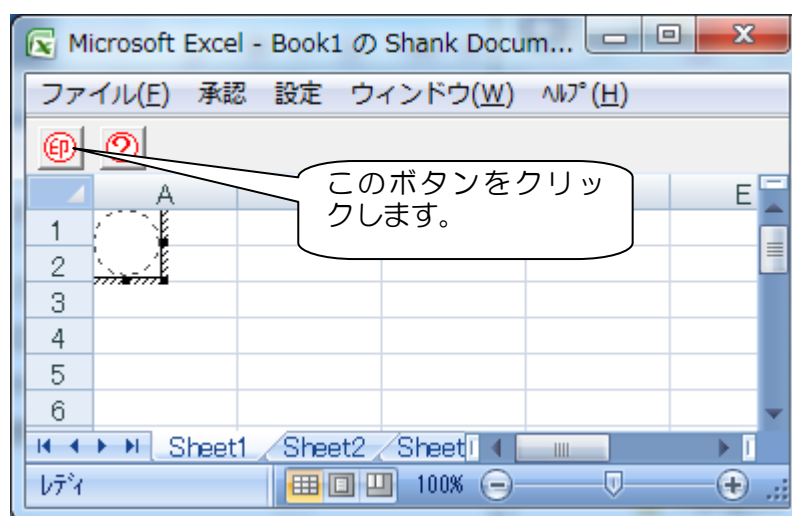 Microsoft Excel - Book1 の Shank Docum...
ファイル(F) 承認 設定 ウィンドウ(W) ﾍﾙﾌﾟ(H)
印 ?
このボタンをクリッ
クします。
A E
1
2
3
4
5
6
Sheet1 Sheet2 Sheet
ﾚﾃﾞｨ 100%